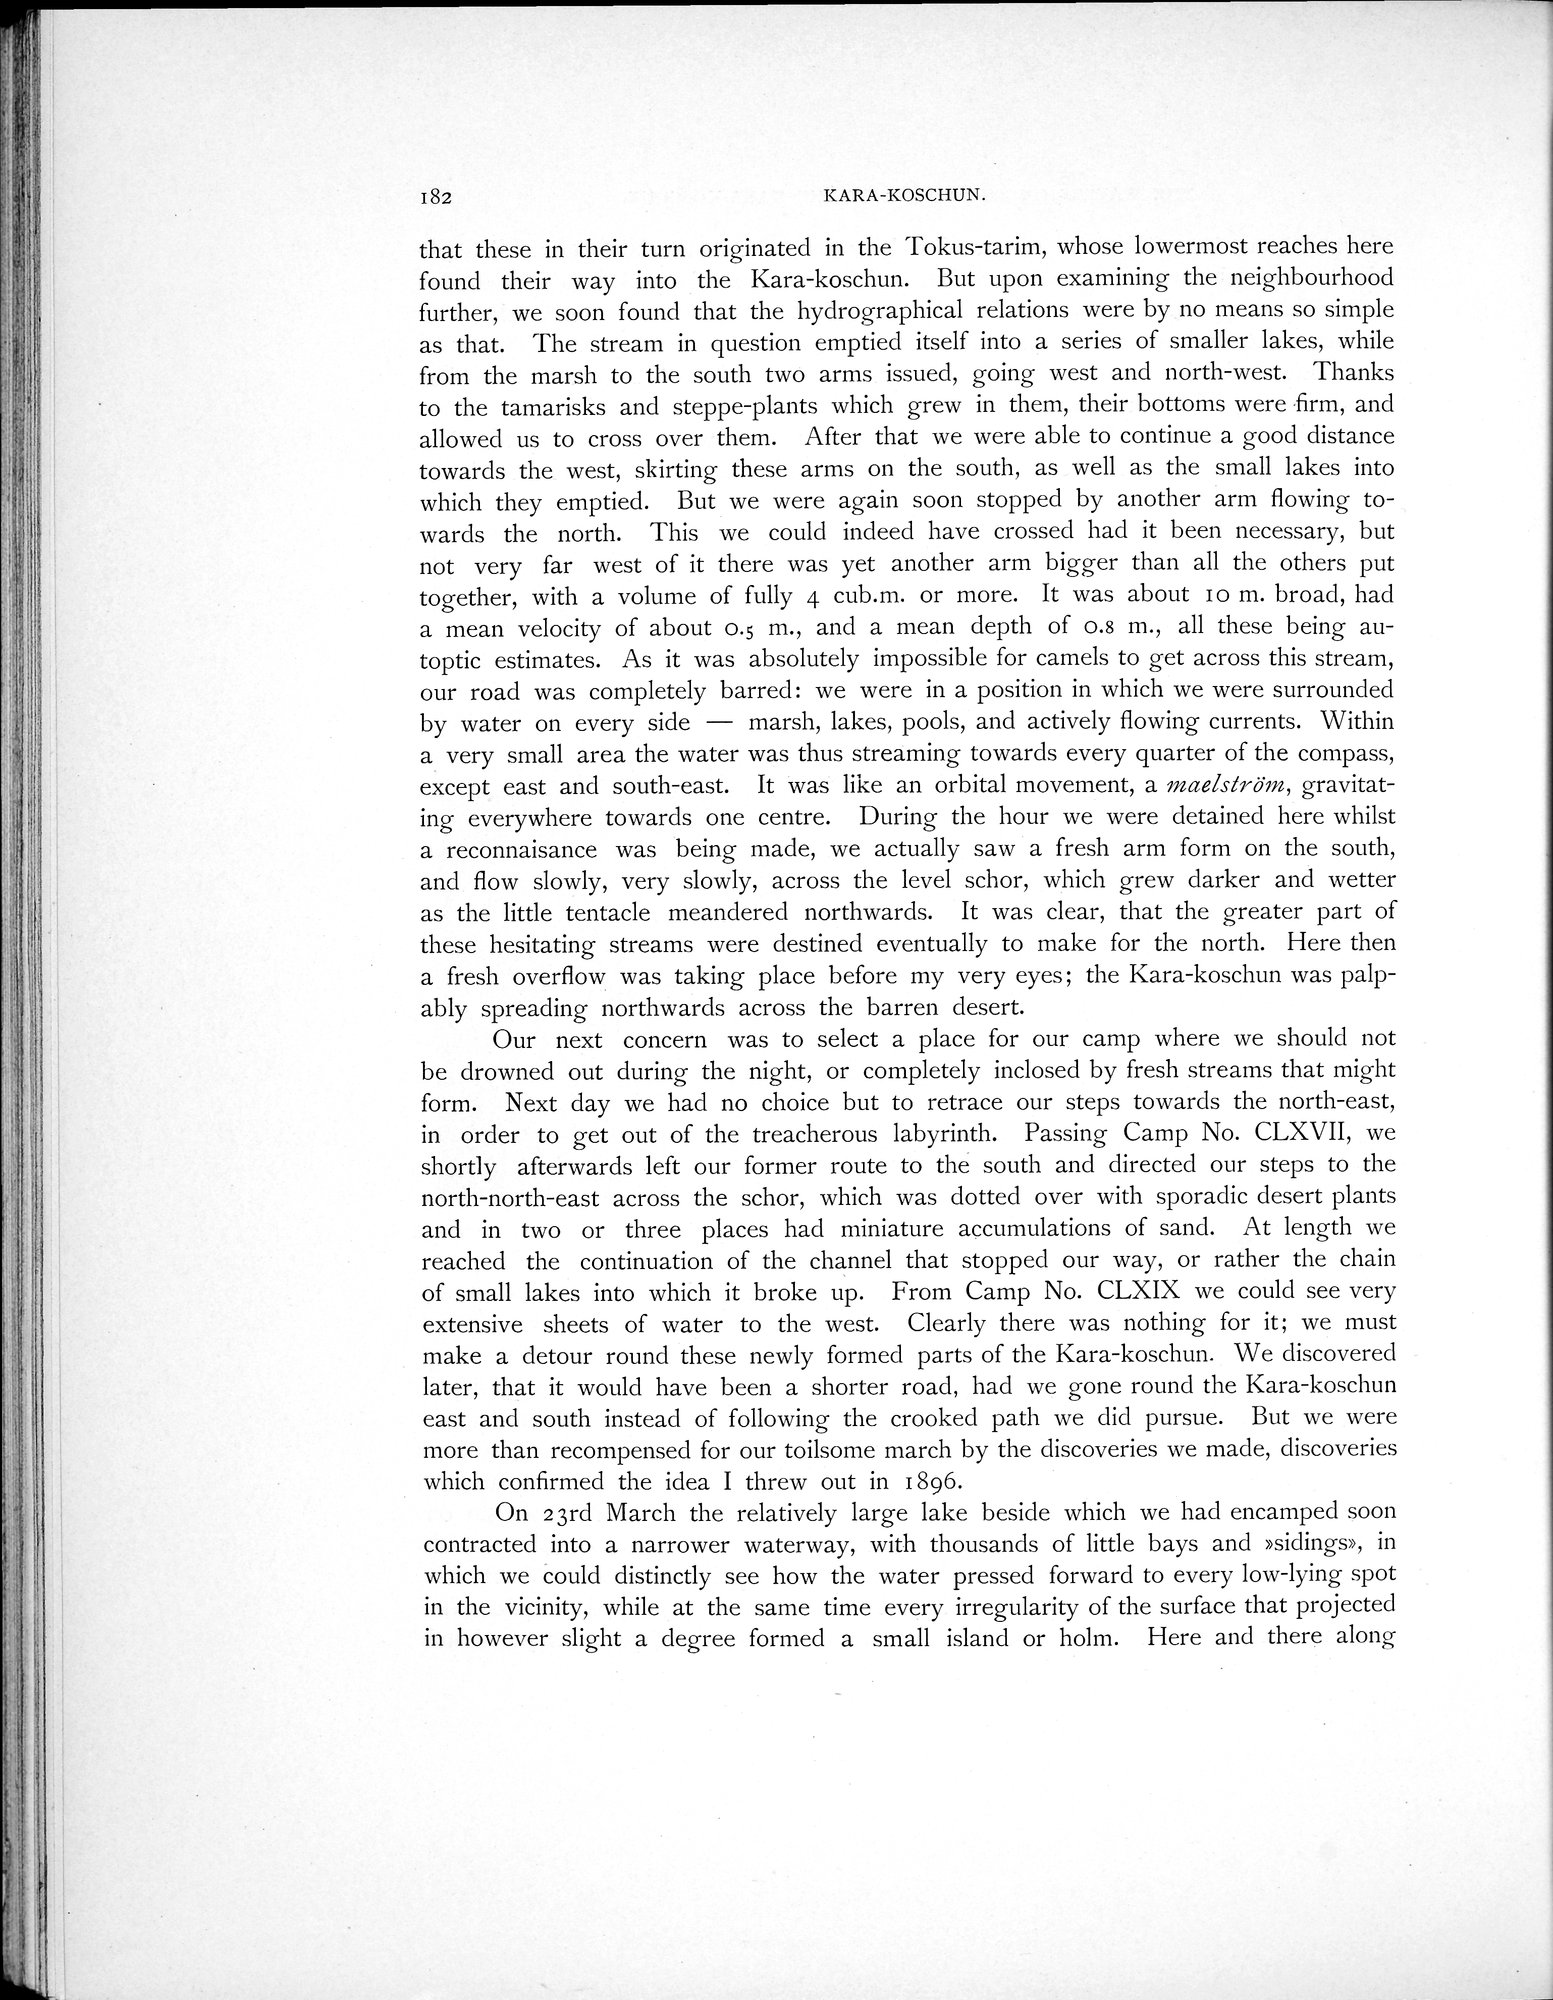 182 KARA-KOSCHUN.
that these in their turn originated in the Tokus-tarim, whose lowermost reaches here
found their way into the Kara-koschun. But upon examining the neighbourhood
further, we soon found that the hydrographical relations were by no means so simple
as that. The stream in question emptied itself into a series of smaller lakes, while
from the marsh to the south two arms issued, going west and north-west. Thanks
to the tamarisks and steppe-plants which grew in them, their bottoms were firm, and
allowed us to cross over them. After that we were able to continue a good distance
towards the west, skirting these arms on the south, as well as the small lakes into
which they emptied. But we were again soon stopped by another arm flowing to-
wards the north. This we could indeed have crossed had it been necessary, but
not very far west of it there was yet another arm bigger than all the others put
together, with a volume of fully 4 cub.m. or more. It was about 10 m. broad, had
a mean velocity of about 0.5 m., and a mean depth of 0.8 m., all these being au-
toptic estimates. As it was absolutely impossible for camels to get across this stream,
our road was completely barred: we were in a position in which we were surrounded
by water on every side — marsh, lakes, pools, and actively flowing currents. Within
a very small area the water was thus streaming towards every quarter of the compass,
except east and south-east. It was like an orbital movement, a maelström, gravitat-
ing everywhere towards one centre. During the hour we were detained here whilst
a reconnaisance was being made, we actually saw a fresh arm form on the south,
and flow slowly, very slowly, across the level schor, which grew darker and wetter
as the little tentacle meandered northwards. It was clear, that the greater part of
these hesitating streams were destined eventually to make for the north. Here then
a fresh overflow was taking place before my very eyes; the Kara-koschun was palp-
ably spreading northwards across the barren desert.
Our next concern was to select a place for our camp where we should not
be drowned out during the night, or completely inclosed by fresh streams that might
form. Next day we had no choice but to retrace our steps towards the north-east,
in order to get out of the treacherous labyrinth. Passing Camp No. CLXVII, we
shortly afterwards left our former route to the south and directed our steps to the
north-north-east across the schor, which was dotted over with sporadic desert plants
and in two or three places had miniature accumulations of sand. At length we
reached the continuation of the channel that stopped our way, or rather the chain
of small lakes into which it broke up. From Camp No. CLXIX we could see very
extensive sheets of water to the west. Clearly there was nothing for it; we must
make a detour round these newly formed parts of the Kara-koschun. We discovered
later, that it would have been a shorter road, had we gone round the Kara-koschun
east and south instead of following the crooked path we did pursue. But we were
more than recompensed for our toilsome march by the discoveries we made, discoveries
which confirmed the idea I threw out in 1896.
On 23rd March the relatively large lake beside which we had encamped soon
contracted into a narrower waterway, with thousands of little bays and »sidings», in
which we could distinctly see how the water pressed forward to every low-lying spot
in the vicinity, while at the same time every irregularity of the surface that projected
in however slight a degree formed a small island or holm. Here and there along